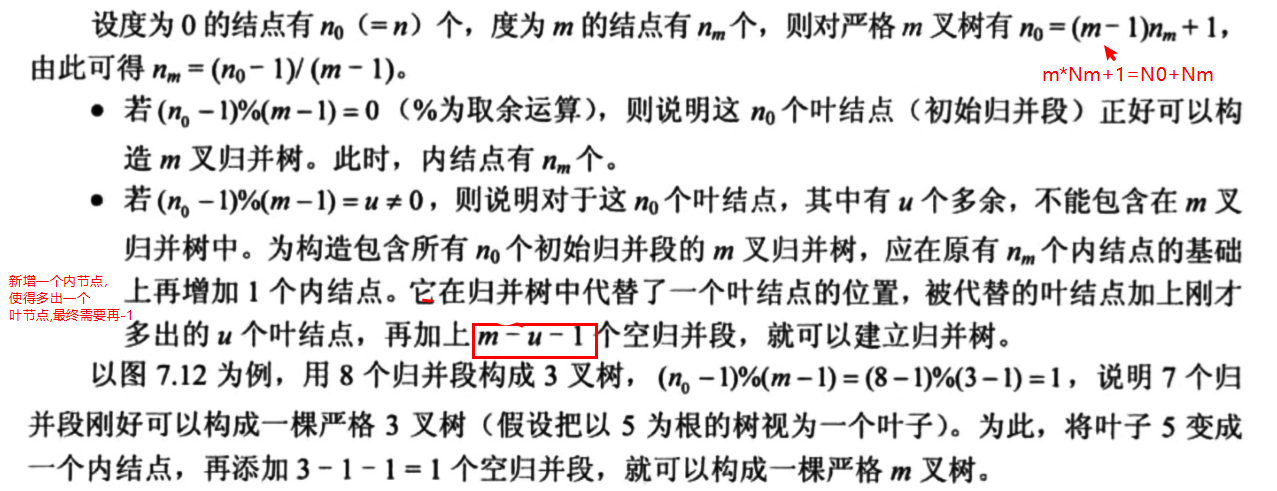 设度为 0 的结点有 n₀（= n）个，度为 m 的结点有 nₘ 个，则对严格 m 叉树有 n₀ = (m − 1)nₘ + 1，
由此可得 nₘ = (n₀ − 1)/ (m − 1)。
m*Nm+1=N0+Nm
● 若 (n₀ − 1)%(m − 1) = 0（%为取余运算），则说明这 n₀ 个叶结点（初始归并段）正好可以构
造 m 叉归并树。此时，内结点有 nₘ 个。
● 若 (n₀ − 1)%(m − 1) = u ≠ 0，则说明对于这 n₀ 个叶结点，其中有 u 个多余，不能包含在 m 叉
归并树中。为构造包含所有 n₀ 个初始归并段的 m 叉归并树，应在原有 nₘ 个内结点的基础
上再增加 1 个内结点。它在归并树中代替了一个叶结点的位置，被代替的叶结点加上刚才
多出的 u 个叶结点，再加上 m − u − 1 个空归并段，就可以建立归并树。
新增一个内节点,
使得多出一个
叶节点,最终需要再-1
以图 7.12 为例，用 8 个归并段构成 3 叉树，(n₀ − 1)%(m − 1) = (8 − 1)%(3 − 1) = 1，说明 7 个归
并段刚好可以构成一棵严格 3 叉树（假设把以 5 为根的树视为一个叶子）。为此，将叶子 5 变成
一个内结点，再添加 3 − 1 − 1 = 1 个空归并段，就可以构成一棵严格 m 叉树。